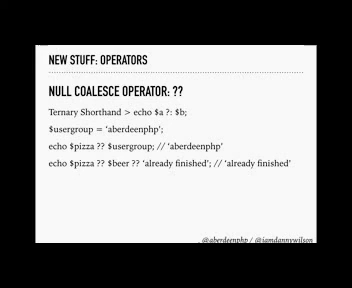 NEW STUFF: OPERATORS
NULL COALESCE OPERATOR: ??
Ternary Shorthand > echo $a ?: $b;
$usergroup = 'aberdeenphp';
echo $pizza ?? $usergroup; // 'aberdeenphp'
echo $pizza ?? $beer ?? 'already finished'; // 'already finished'
. @aberdeenphp / @iamdannywilson